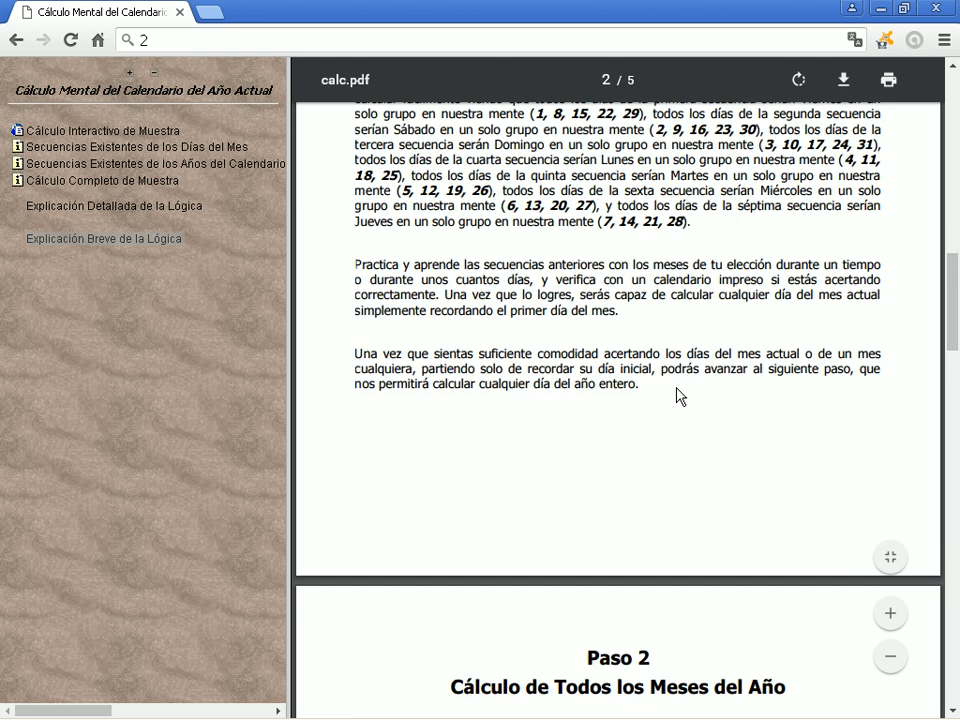 Cálculo Mental del Calendario
2
+ −
Cálculo Mental del Calendario del Año Actual
Cálculo Interactivo de Muestra
Secuencias Existentes de los Días del Mes
Secuencias Existentes de los Años del Calendario
Cálculo Completo de Muestra
Explicación Detallada de la Lógica
Explicación Breve de la Lógica
calc.pdf
2 / 5
solo grupo en nuestra mente (1, 8, 15, 22, 29), todos los días de la segunda secuencia
serían Sábado en un solo grupo en nuestra mente (2, 9, 16, 23, 30), todos los días de la
tercera secuencia serán Domingo en un solo grupo en nuestra mente (3, 10, 17, 24, 31),
todos los días de la cuarta secuencia serían Lunes en un solo grupo en nuestra mente (4, 11,
18, 25), todos los días de la quinta secuencia serían Martes en un solo grupo en nuestra
mente (5, 12, 19, 26), todos los días de la sexta secuencia serían Miércoles en un solo
grupo en nuestra mente (6, 13, 20, 27), y todos los días de la séptima secuencia serían
Jueves en un solo grupo en nuestra mente (7, 14, 21, 28).
Practica y aprende las secuencias anteriores con los meses de tu elección durante un tiempo
o durante unos cuantos días, y verifica con un calendario impreso si estás acertando
correctamente. Una vez que lo logres, serás capaz de calcular cualquier día del mes actual
simplemente recordando el primer día del mes.
Una vez que sientas suficiente comodidad acertando los días del mes actual o de un mes
cualquiera, partiendo solo de recordar su día inicial, podrás avanzar al siguiente paso, que
nos permitirá calcular cualquier día del año entero.
Paso 2
Cálculo de Todos los Meses del Año